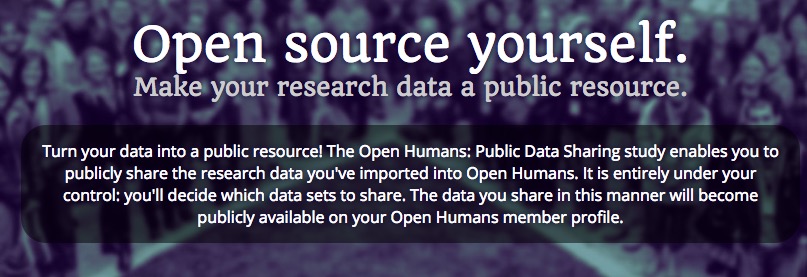 Open source yourself.
Make your research data a public resource.
Turn your data into a public resource! The Open Humans: Public Data Sharing study enables you to
publicly share the research data you've imported into Open Humans. It is entirely under your
control: you'll decide which data sets to share. The data you share in this manner will become
publicly available on your Open Humans member profile.